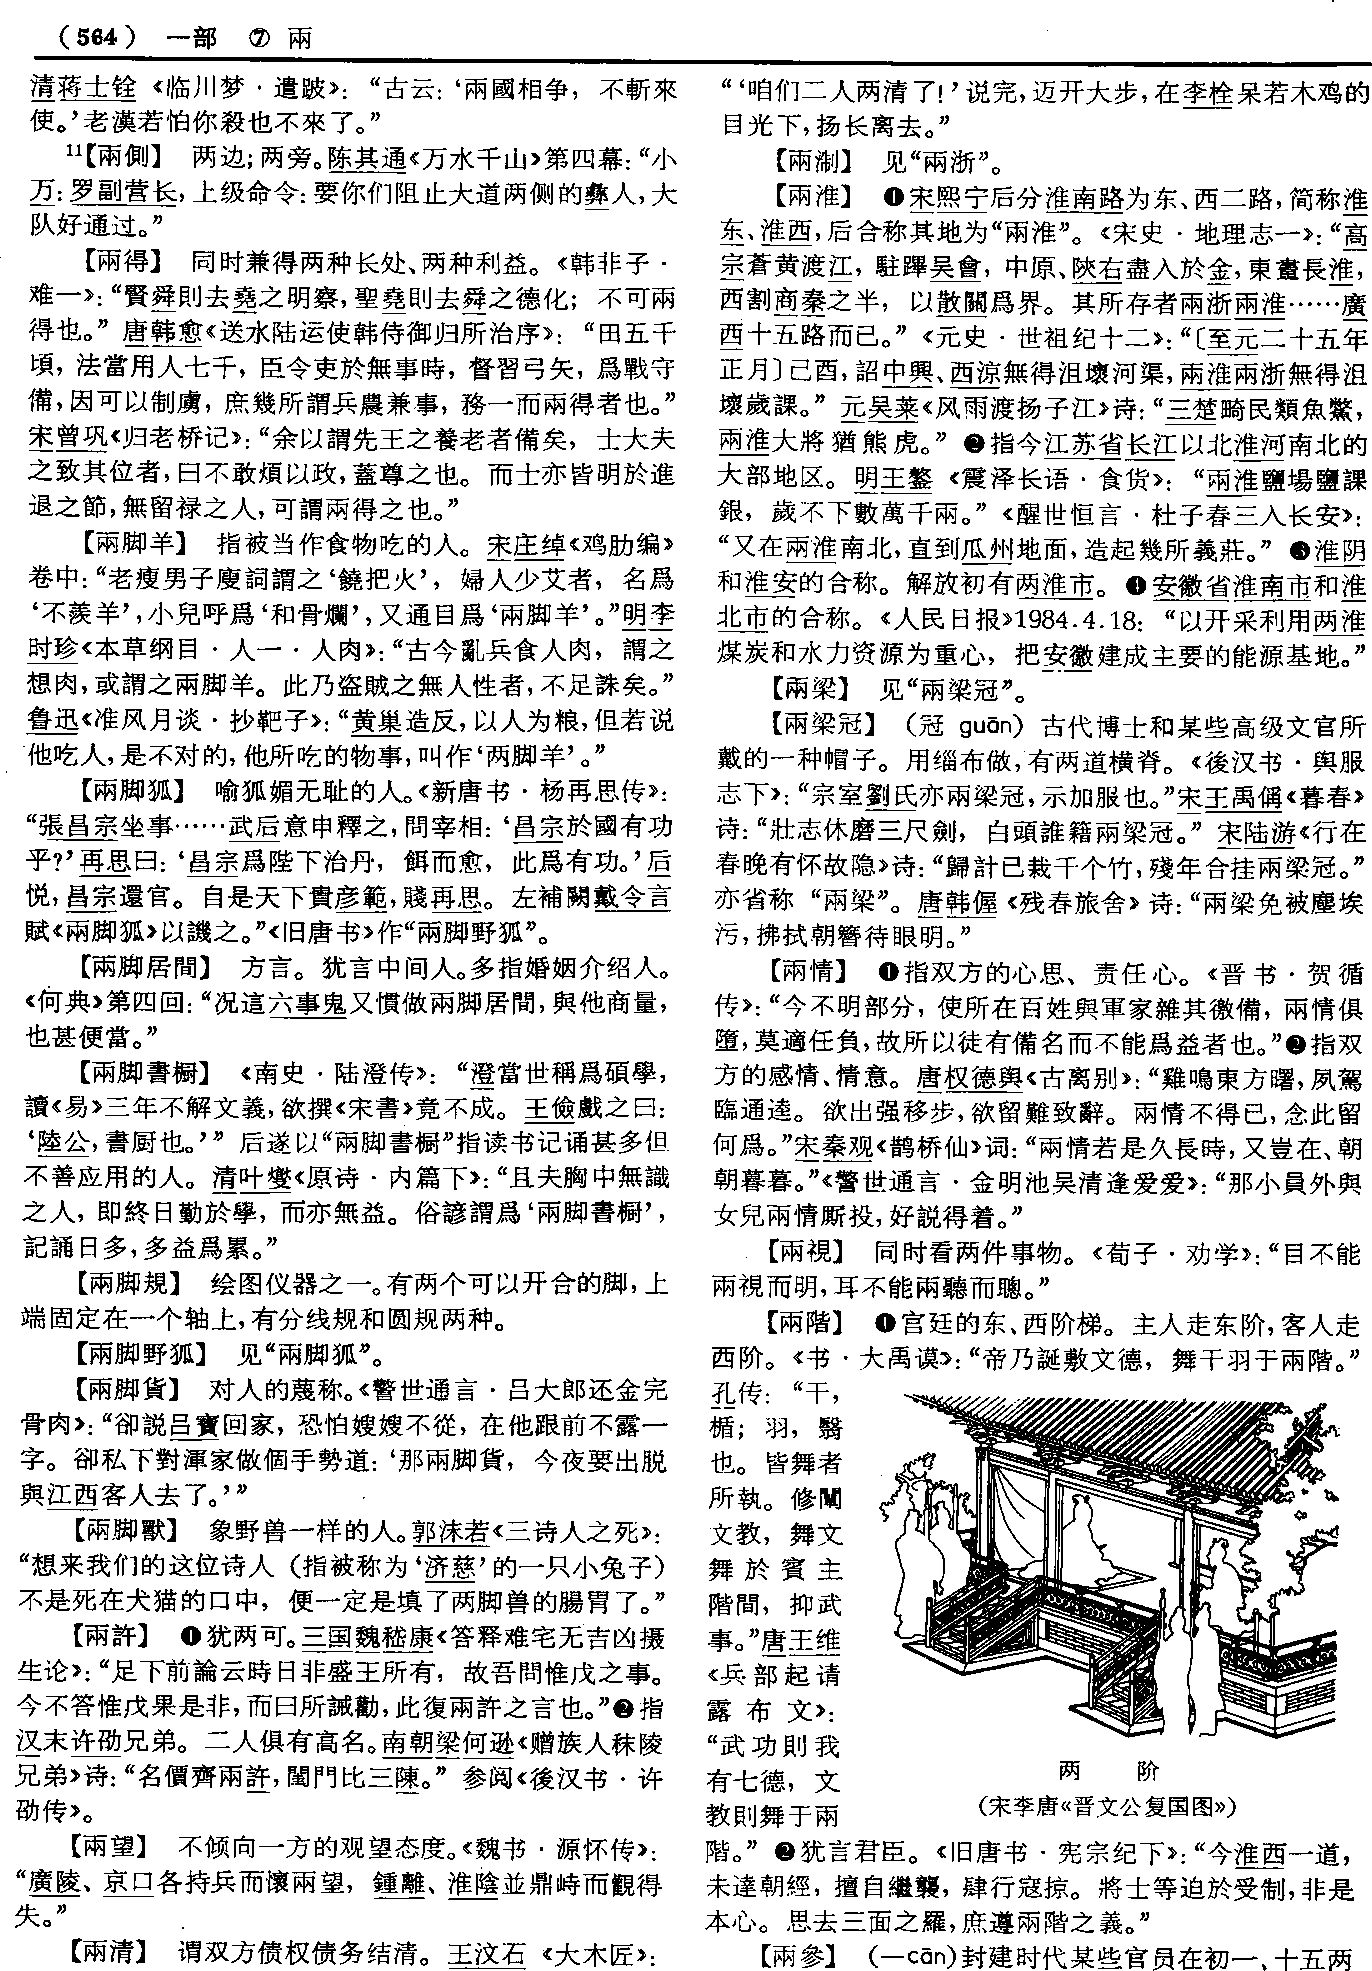 （564） 一部 ⑦ 兩
清蒋士铨《临川梦·遣跛》：“古云：‘兩國相争，不斬來
使。’老漢若怕你殺也不來了。”
¹¹【兩側】 两边；两旁。陈其通《万水千山》第四幕：“小
万：罗副营长，上级命令：要你们阻止大道两侧的彝人，大
队好通过。”
【兩得】 同时兼得两种长处、两种利益。《韩非子·
难一》：“賢舜則去堯之明察，聖堯則去舜之德化；不可兩
得也。”唐韩愈《送水陆运使韩侍御归所治序》：“田五千
頃，法當用人七千，臣令吏於無事時，督習弓矢，爲戰守
備，因可以制虜，庶幾所謂兵農兼事，務一而兩得者也。”
宋曾巩《归老桥记》：“余以謂先王之養老者備矣，士大夫
之致其位者，曰不敢煩以政，蓋尊之也。而士亦皆明於進
退之節，無留禄之人，可謂兩得之也。”
【兩脚羊】 指被当作食物吃的人。宋庄绰《鸡肋编》
卷中：“老瘦男子廋詞謂之‘饒把火’，婦人少艾者，名爲
‘不羨羊’，小兒呼爲‘和骨爛’，又通目爲‘兩脚羊’。”明李
时珍《本草纲目·人一·人肉》：“古今亂兵食人肉，謂之
想肉，或謂之兩脚羊。此乃盗賊之無人性者，不足誅矣。”
鲁迅《准风月谈·抄靶子》：“黄巢造反，以人为粮，但若说
他吃人，是不对的，他所吃的物事，叫作‘两脚羊’。”
【兩脚狐】 喻狐媚无耻的人。《新唐书·杨再思传》：
“張昌宗坐事……武后意申釋之，問宰相：‘昌宗於國有功
乎？’再思曰：‘昌宗爲陛下治丹，餌而愈，此爲有功。’后
悦，昌宗還官。自是天下貴彦範，賤再思。左補闕戴令言
賦《兩脚狐》以譏之。”《旧唐书》作“兩脚野狐”。
【兩脚居間】 方言。犹言中间人。多指婚姻介绍人。
《何典》第四回：“况這六事鬼又慣做兩脚居間，與他商量，
也甚便當。”
【兩脚書橱】 《南史·陆澄传》：“澄當世稱爲碩學，
讀《易》三年不解文義，欲撰《宋書》竟不成。王儉戲之曰：
‘陸公，書厨也。’”后遂以“兩脚書橱”指读书记诵甚多但
不善应用的人。清叶燮《原诗·内篇下》：“且夫胸中無識
之人，即終日勤於學，而亦無益。俗諺謂爲‘兩脚書橱’，
記誦日多，多益爲累。”
【兩脚規】 绘图仪器之一。有两个可以开合的脚，上
端固定在一个轴上，有分线规和圆规两种。
【兩脚野狐】 见“兩脚狐”。
【兩脚貨】 对人的蔑称。《警世通言·吕大郎还金完
骨肉》：“卻説吕寶回家，恐怕嫂嫂不從，在他跟前不露一
字。卻私下對渾家做個手勢道：‘那兩脚貨，今夜要出脱
與江西客人去了。’”
【兩脚獸】 象野兽一样的人。郭沫若《三诗人之死》：
“想来我们的这位诗人（指被称为‘济慈’的一只小兔子）
不是死在犬猫的口中，便一定是填了两脚兽的腸胃了。”
【兩許】 ❶犹两可。三国魏嵇康《答释难宅无吉凶摄
生论》：“足下前論云時日非盛王所有，故吾問惟戊之事。
今不答惟戊果是非，而曰所誡勸，此復兩許之言也。”❷指
汉末许劭兄弟。二人俱有高名。南朝梁何逊《赠族人秣陵
兄弟》诗：“名價齊兩許，閨門比三陳。”参阅《後汉书·许
劭传》。
【兩望】 不倾向一方的观望态度。《魏书·源怀传》：
“廣陵、京口各持兵而懷兩望，鍾離、淮陰並鼎峙而觀得
失。”
【兩清】 谓双方债权债务结清。王汶石《大木匠》：
“‘咱们二人两清了！’说完，迈开大步，在李栓呆若木鸡的
目光下，扬长离去。”
【兩淛】 见“兩浙”。
【兩淮】 ❶宋熙宁后分淮南路为东、西二路，简称淮
东、淮西，后合称其地为“兩淮”。《宋史·地理志一》：“高
宗蒼黄渡江，駐蹕吴會，中原、陝右盡入於金，東畫長淮，
西割商秦之半，以散關爲界。其所存者兩浙兩淮……廣
西十五路而已。”《元史·世祖纪十二》：“〔至元二十五年
正月〕己酉，詔中興、西涼無得沮壞河渠，兩淮兩浙無得沮
壞歲課。”元吴莱《风雨渡扬子江》诗：“三楚畸民類魚鱉，
兩淮大將猶熊虎。”❷指今江苏省长江以北淮河南北的
大部地区。明王鏊《震泽长语·食货》：“兩淮鹽場鹽課
銀，歲不下數萬千兩。”《醒世恒言·杜子春三入长安》：
“又在兩淮南北，直到瓜州地面，造起幾所義莊。”❸淮阴
和淮安的合称。解放初有两淮市。❹安徽省淮南市和淮
北市的合称。《人民日报》1984.4.18：“以开采利用两淮
煤炭和水力资源为重心，把安徽建成主要的能源基地。”
【兩梁】 见“兩梁冠”。
【兩梁冠】 （冠 guān）古代博士和某些高级文官所
戴的一种帽子。用缁布做，有两道横脊。《後汉书·舆服
志下》：“宗室劉氏亦兩梁冠，示加服也。”宋王禹偁《暮春》
诗：“壯志休磨三尺劍，白頭誰籍兩梁冠。”宋陆游《行在
春晚有怀故隐》诗：“歸計已栽千个竹，殘年合挂兩梁冠。”
亦省称“兩梁”。唐韩偓《残春旅舍》诗：“兩梁免被塵埃
污，拂拭朝簪待眼明。”
【兩情】 ❶指双方的心思、责任心。《晋书·贺循
传》：“今不明部分，使所在百姓與軍家雜其徼備，兩情俱
墮，莫適任負，故所以徒有備名而不能爲益者也。”❷指双
方的感情、情意。唐权德舆《古离别》：“雞鳴東方曙，夙駕
臨通逵。欲出强移步，欲留難致辭。兩情不得已，念此留
何爲。”宋秦观《鹊桥仙》词：“兩情若是久長時，又豈在、朝
朝暮暮。”《警世通言·金明池吴清逢爱爱》：“那小員外與
女兒兩情厮投，好説得着。”
【兩視】 同时看两件事物。《荀子·劝学》：“目不能
兩視而明，耳不能兩聽而聰。”
【兩階】 ❶宫廷的东、西阶梯。主人走东阶，客人走
西阶。《书·大禹谟》：“帝乃誕敷文德，舞干羽于兩階。”
孔传：“干，
楯；羽，翳
也。皆舞者
所執。修闡
文教，舞文
舞於賓主
階間，抑武
事。”唐王维
《兵部起请
露布文》：
“武功則我
有七德，文
教則舞于兩
階。”❷犹言君臣。《旧唐书·宪宗纪下》：“今淮西一道，
未達朝經，擅自繼襲，肆行寇掠。將士等迫於受制，非是
本心。思去三面之羅，庶遵兩階之義。”
两 阶
（宋李唐《晋文公复国图》）
【兩參】 （—cān）封建时代某些官员在初一、十五两